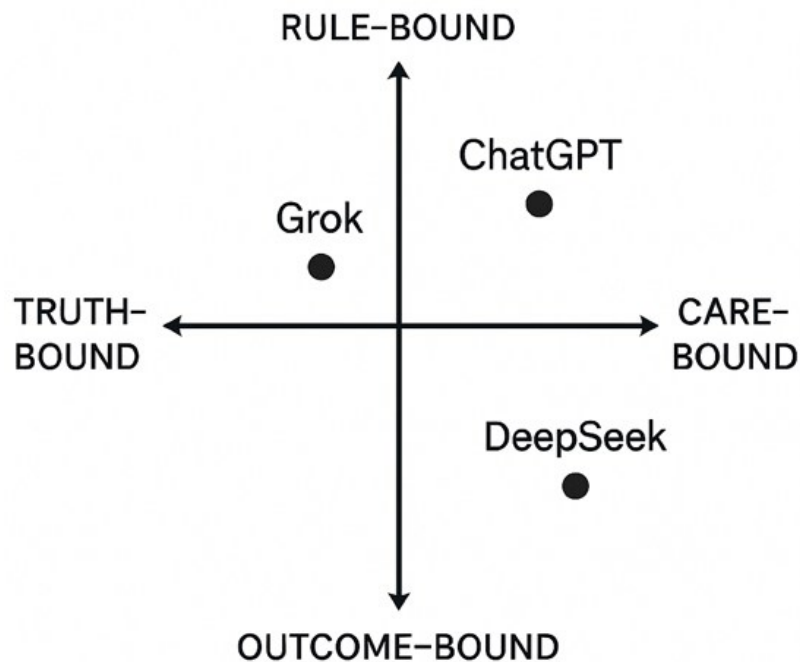 RULE–BOUND
ChatGPT
Grok
TRUTH–
BOUND
CARE–
BOUND
DeepSeek
OUTCOME–BOUND